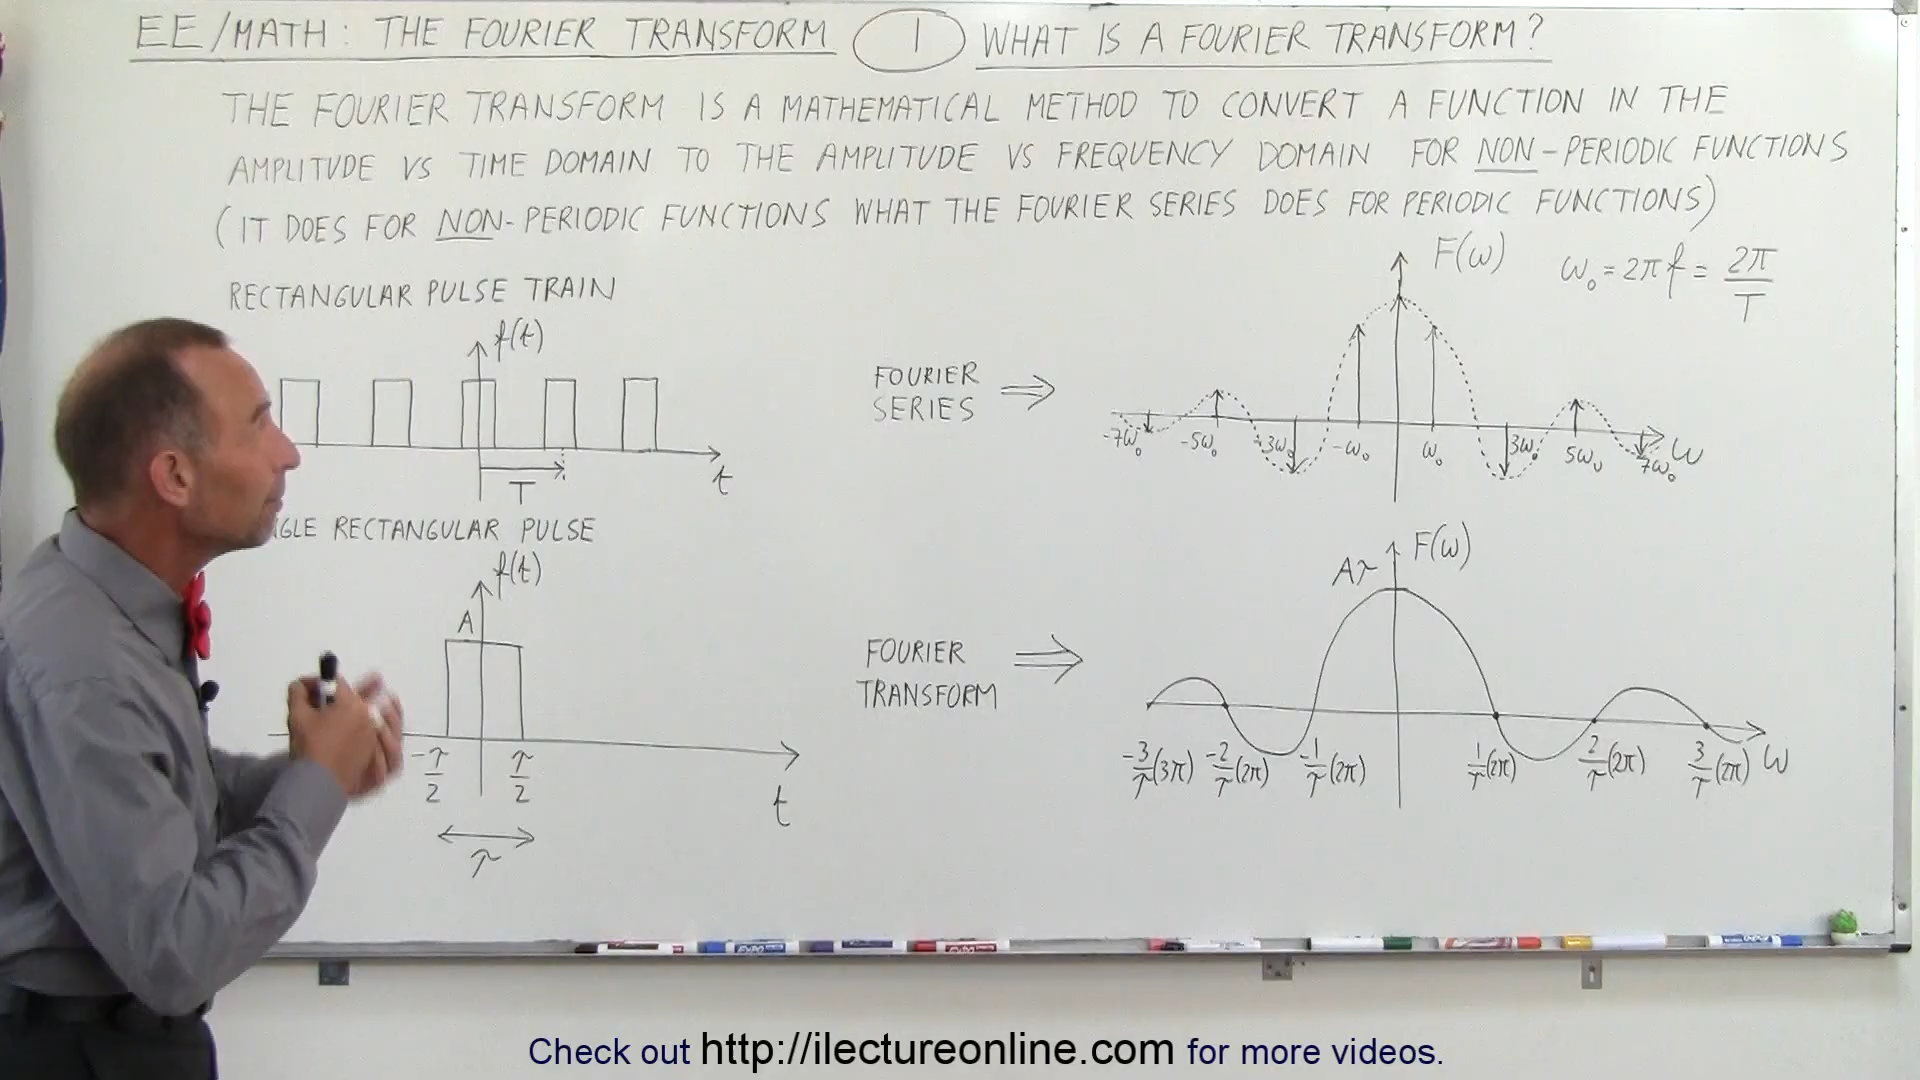 EE/MATH: THE FOURIER TRANSFORM 1 WHAT IS A FOURIER TRANSFORM?
THE FOURIER TRANSFORM IS A MATHEMATICAL METHOD TO CONVERT A FUNCTION IN THE
AMPLITUDE VS TIME DOMAIN TO THE AMPLITUDE VS FREQUENCY DOMAIN FOR NON-PERIODIC FUNCTIONS
(IT DOES FOR NON-PERIODIC FUNCTIONS WHAT THE FOURIER SERIES DOES FOR PERIODIC FUNCTIONS)
RECTANGULAR PULSE TRAIN
f(t)
t
T
FOURIER
SERIES ⇒
F(ω)
ω₀ = 2πf = 2π/T
-7ω₀ -5ω₀ -3ω₀ -ω₀ ω₀ 3ω₀ 5ω₀ 7ω₀ ω
GLE RECTANGULAR PULSE
f(t)
A
-τ/2 τ/2
t
τ
FOURIER
TRANSFORM ⇒
F(ω)
Aτ
-3/τ(3π) -2/τ(2π) -1/τ(2π) 1/τ(2π) 2/τ(2π) 3/τ(2π) ω
Check out http://ilectureonline.com for more videos.